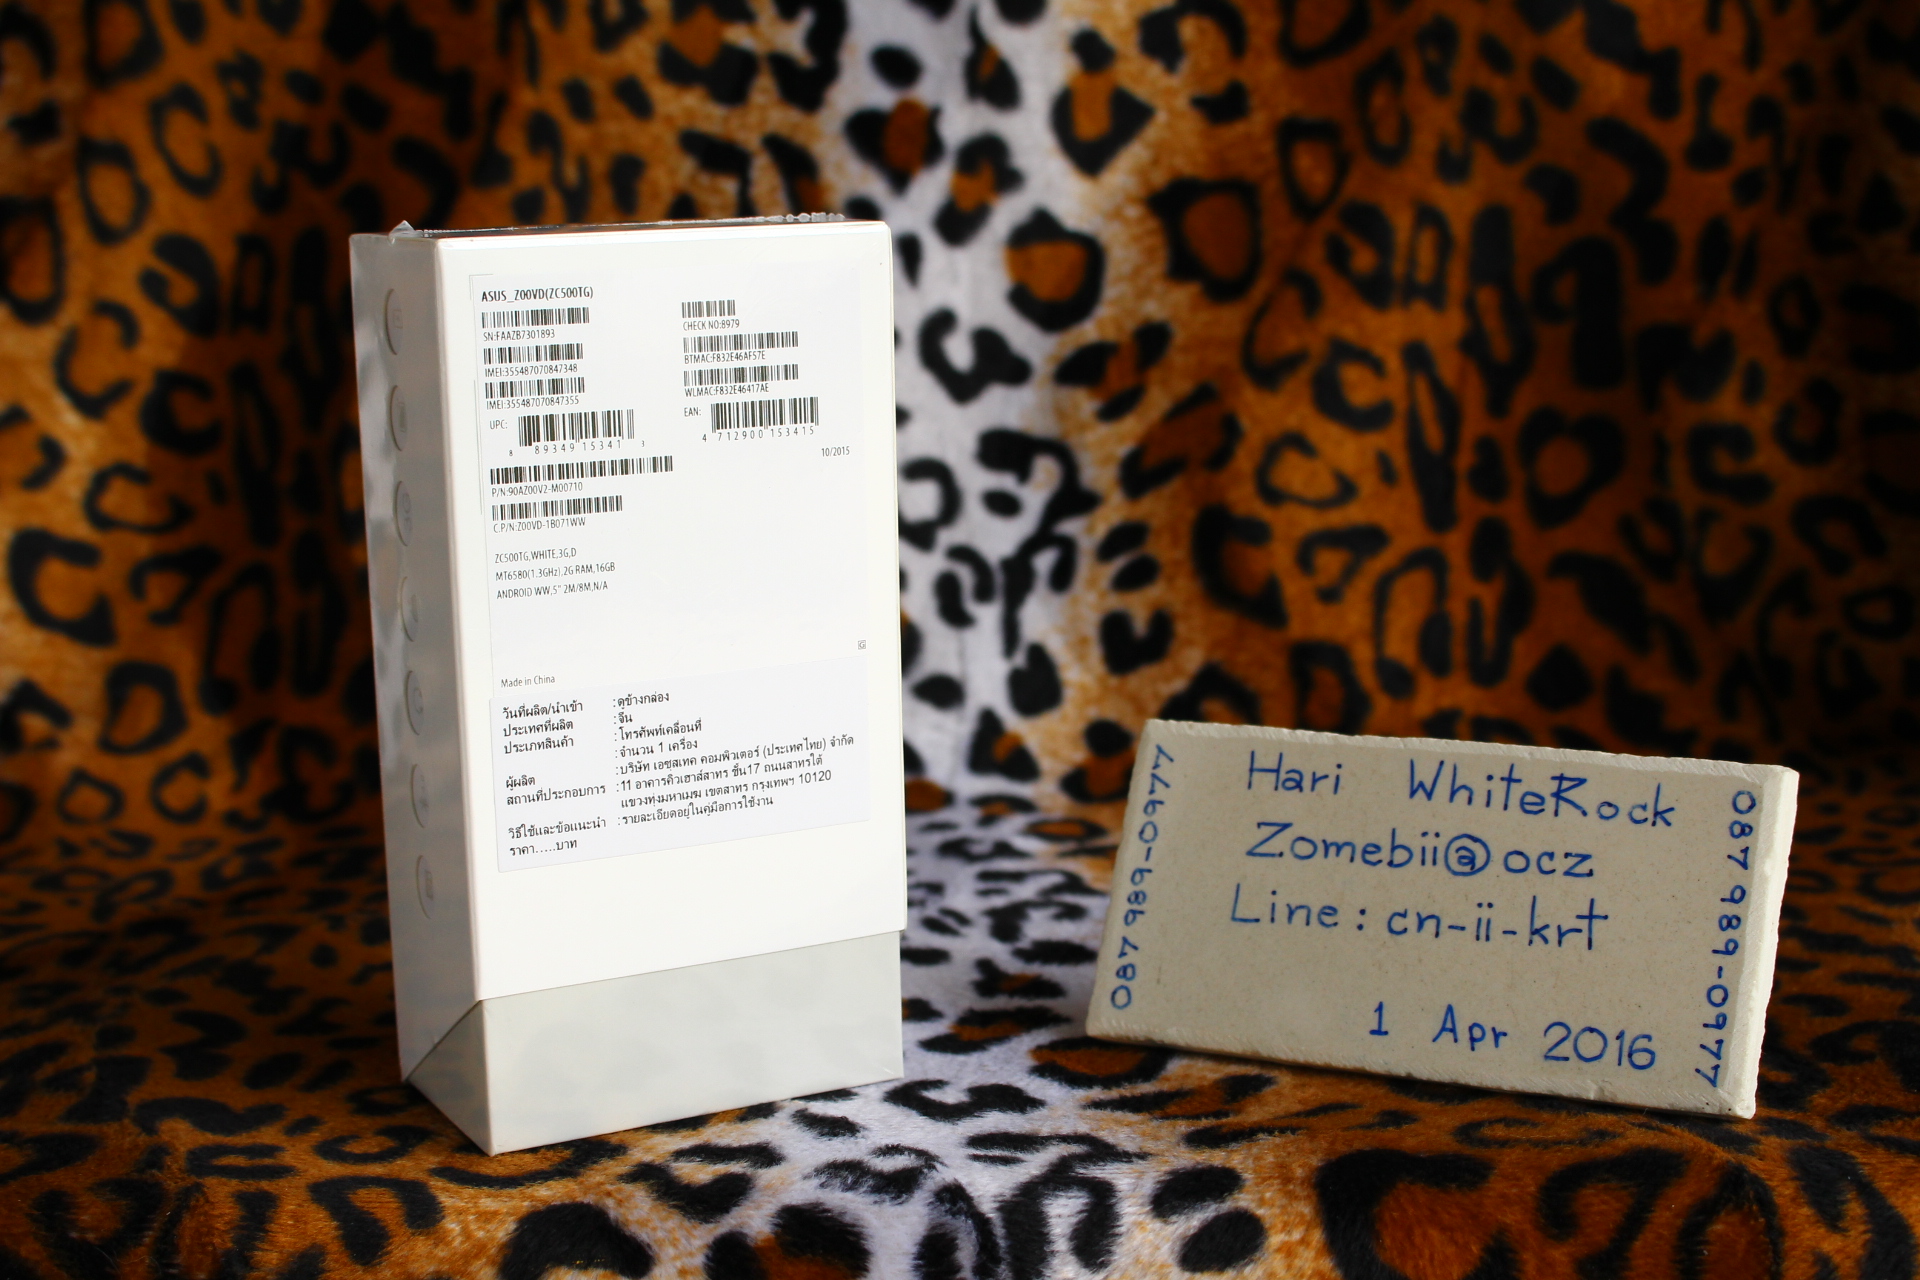 ASUS_Z00VD(ZC500TG)
SN:FAAZB7301893
IMEI:355487070847348
IMEI:355487070847355
UPC:
8 89349 15341 3
CHECK NO:8979
BTMAC:F832E46AF57E
WLMAC:F832E46417AE
EAN:
4 712900 153415
10/2015
P/N:90AZ00V2-M00710
C.P/N:Z00VD-1B071WW
ZC500TG,WHITE,3G,D
MT6580(1.3GHz),2G RAM,16GB
ANDROID WW,5" 2M/8M,N/A
Made in China
วันที่ผลิต/นำเข้า : ดูข้างกล่อง
ประเทศที่ผลิต : จีน
ประเภทสินค้า : โทรศัพท์เคลื่อนที่
: จำนวน 1 เครื่อง
ผู้ผลิต : บริษัท เอซุสเทค คอมพิวเตอร์ (ประเทศไทย) จำกัด
สถานที่ประกอบการ : 11 อาคารคิวเฮาส์สาทร ชั้น17 ถนนสาทรใต้
แขวงทุ่งมหาเมฆ เขตสาทร กรุงเทพฯ 10120
วิธีใช้และข้อแนะนำ : รายละเอียดอยู่ในคู่มือการใช้งาน
ราคา.....บาท
087989-0977
Hari WhiteRock
Zomebii@ocz
Line: cn-ii-krt
1 Apr 2016
087989-0977